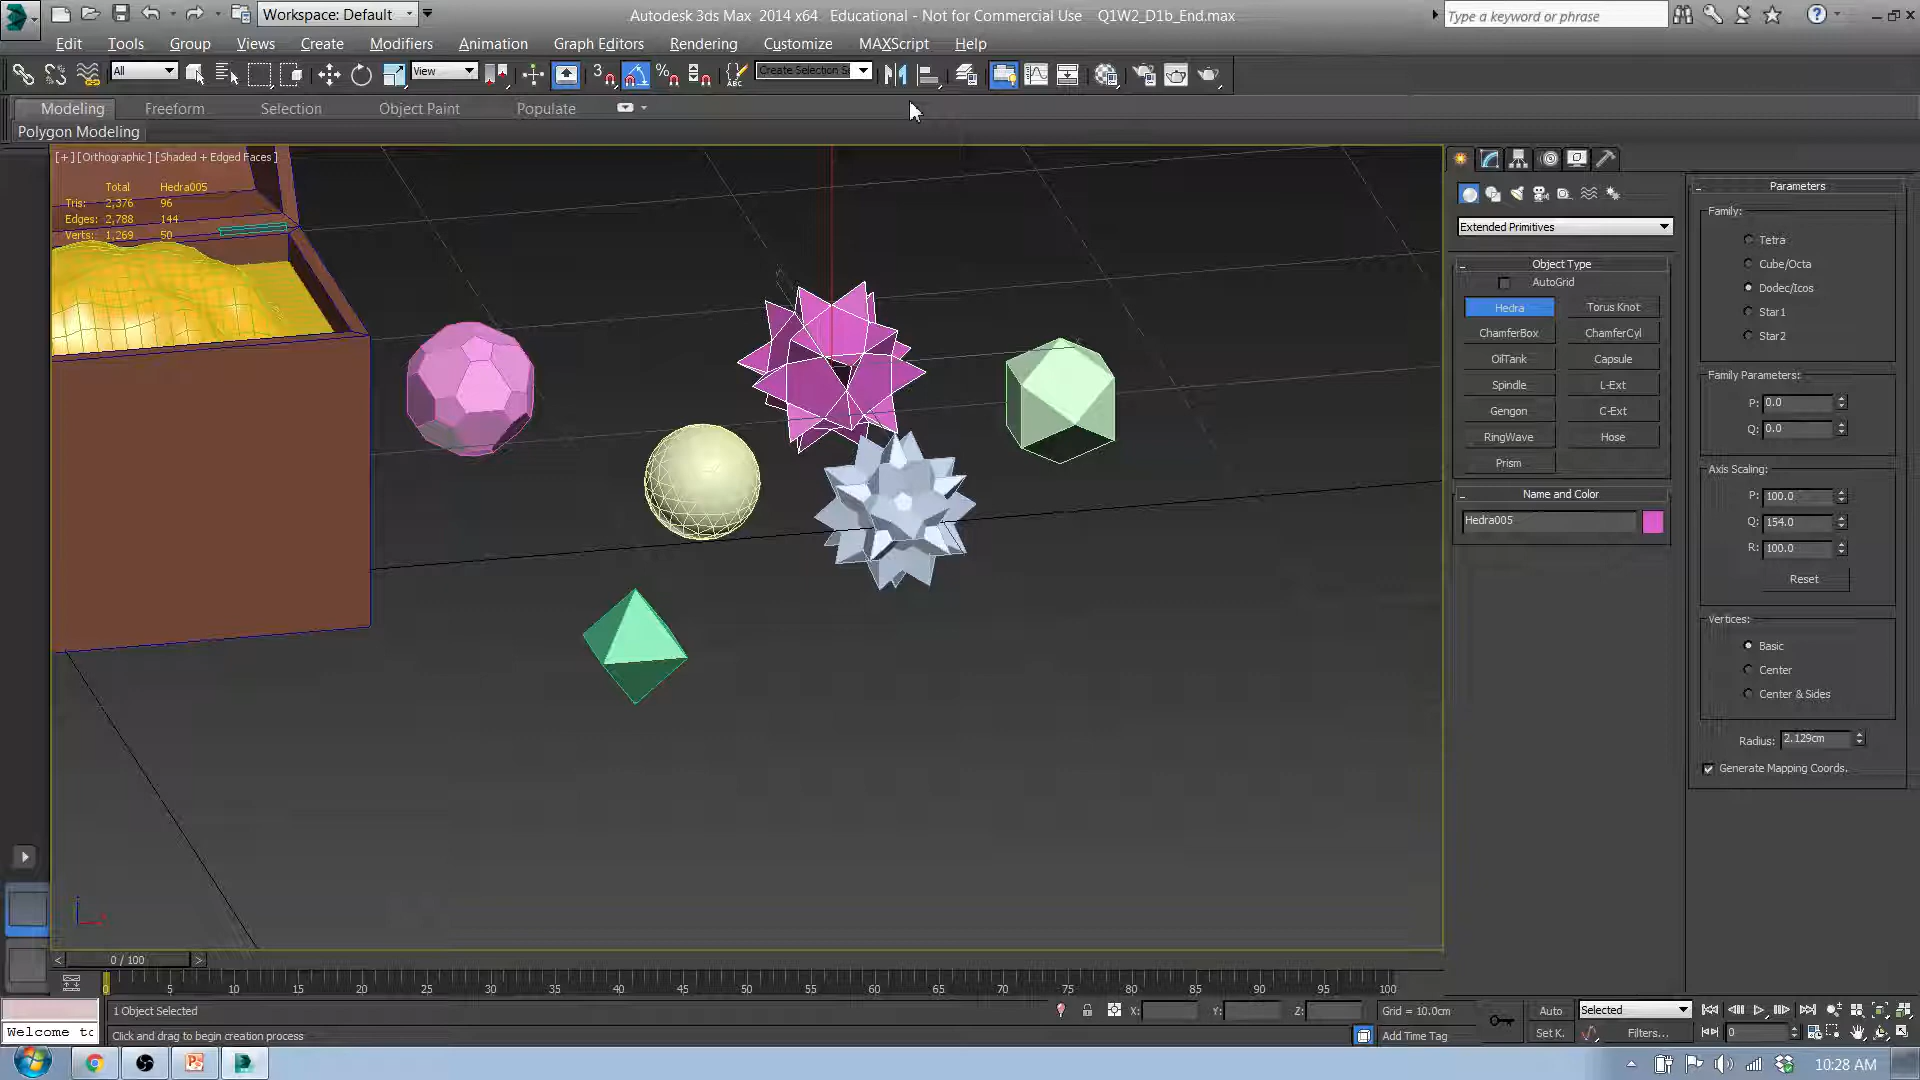 Workspace: Default
Autodesk 3ds Max 2014 x64 Educational - Not for Commercial Use Q1W2_D1b_End.max
Type a keyword or phrase
Edit Tools Group Views Create Modifiers Animation Graph Editors Rendering Customize MAXScript Help
All View Create Selection S
Modeling Freeform Selection Object Paint Populate
Polygon Modeling
[+] [Orthographic] [Shaded + Edged Faces]
Total Hedra005
Tris: 2,376 96
Edges: 2,788 144
Verts: 1,269 50
Extended Primitives
Object Type
AutoGrid
Hedra Torus Knot
ChamferBox ChamferCyl
OilTank Capsule
Spindle L-Ext
Gengon C-Ext
RingWave Hose
Prism
Name and Color
Hedra005
Parameters
Family:
Tetra
Cube/Octa
Dodec/Icos
Star1
Star2
Family Parameters:
P: 0.0
Q: 0.0
Axis Scaling:
P: 100.0
Q: 154.0
R: 100.0
Reset
Vertices:
Basic
Center
Center & Sides
Radius: 2.129cm
Generate Mapping Coords.
< 0 / 100 >
0 5 10 15 20 25 30 35 40 45 50 55 60 65 70 75 80 85 90 95 100
1 Object Selected
X: Y: Z: Grid = 10.0cm
Auto Selected
Welcome to
Click and drag to begin creation process
Add Time Tag
Set K. Filters... 0
10:28 AM